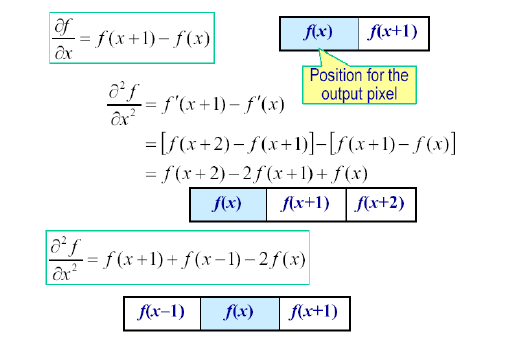 ∂f/∂x = f(x+1) − f(x)
f(x) f(x+1)
Position for the
output pixel
∂²f/∂x² = f′(x+1) − f′(x)
= [f(x+2) − f(x+1)] − [f(x+1) − f(x)]
= f(x+2) − 2f(x+1) + f(x)
f(x) f(x+1) f(x+2)
∂²f/∂x² = f(x+1) + f(x−1) − 2f(x)
f(x−1) f(x) f(x+1)